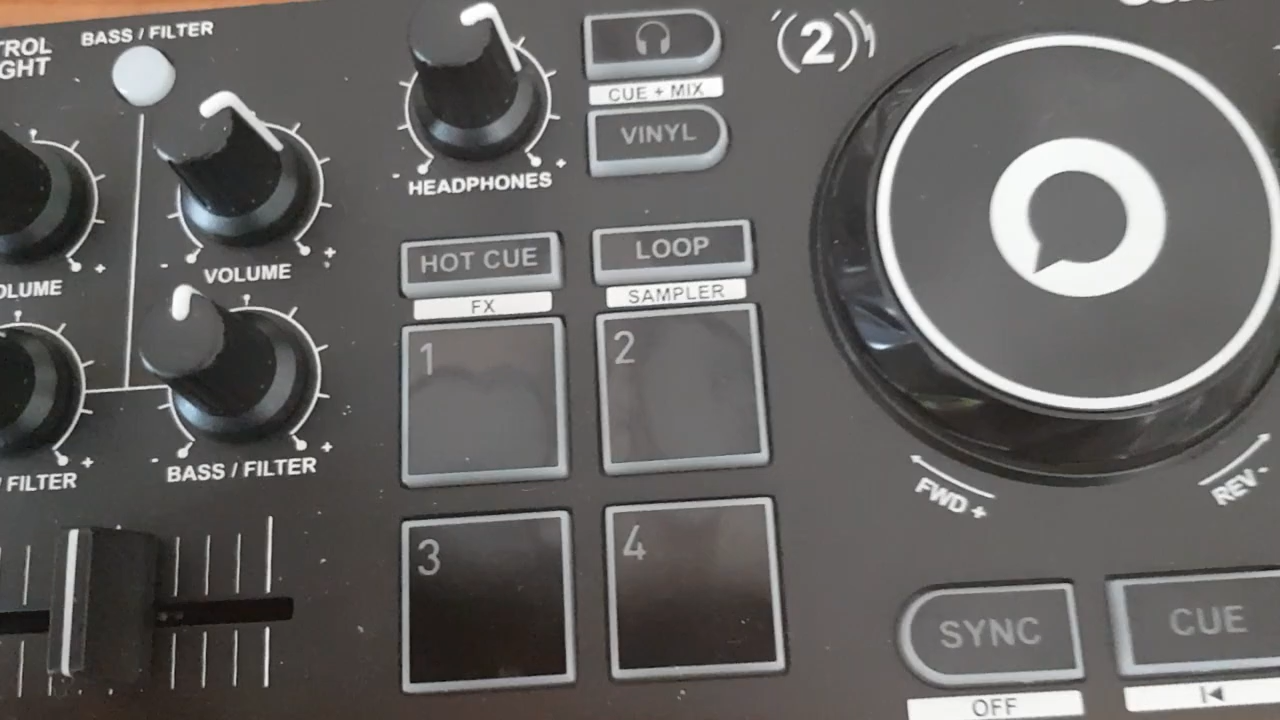 BASS / FILTER
CUE + MIX
VINYL
HEADPHONES
VOLUME
HOT CUE
LOOP
FX
SAMPLER
1
2
3
4
BASS / FILTER
/ FILTER
2
FWD +
REV -
SYNC
CUE
OFF